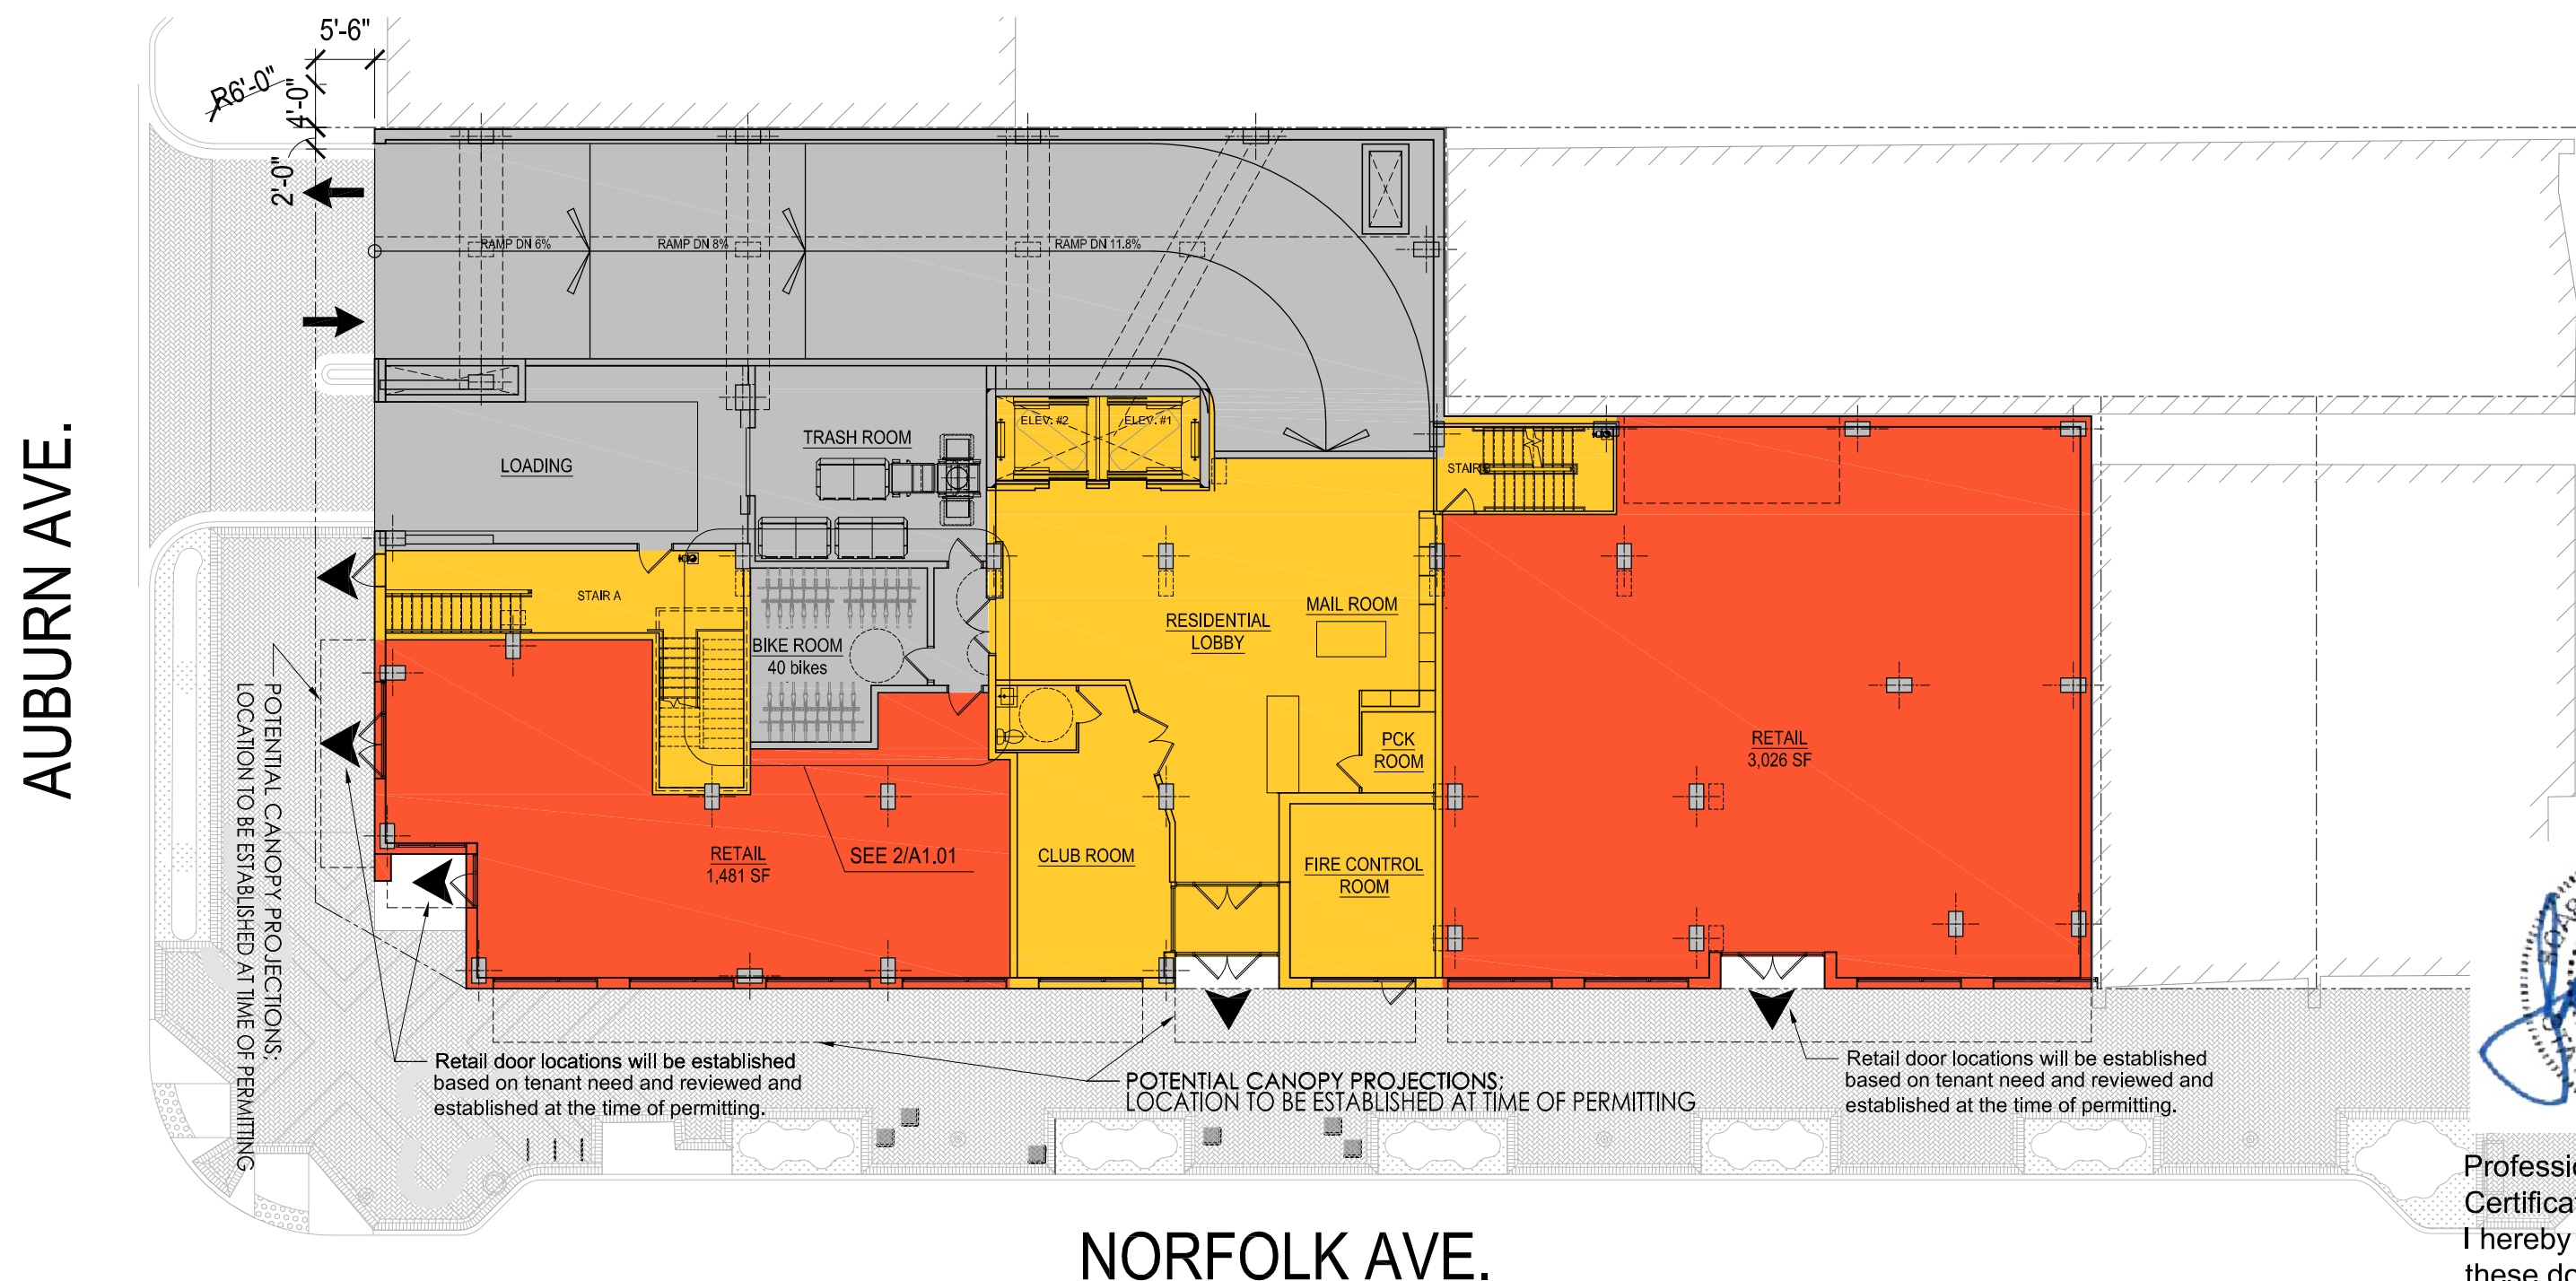 5'-6"
R6'-0"
4'-0"
2'-0"
AUBURN AVE.
RAMP DN 6%
RAMP DN 8%
RAMP DN 11.8%
LOADING
TRASH ROOM
ELEV. #2
ELEV. #1
STAIR
STAIR A
BIKE ROOM
40 bikes
RESIDENTIAL
LOBBY
MAIL ROOM
PCK
ROOM
RETAIL
3,026 SF
RETAIL
1,481 SF
SEE 2/A1.01
CLUB ROOM
FIRE CONTROL
ROOM
POTENTIAL CANOPY PROJECTIONS;
LOCATION TO BE ESTABLISHED AT TIME OF PERMITTING
Retail door locations will be established
based on tenant need and reviewed and
established at the time of permitting.
POTENTIAL CANOPY PROJECTIONS;
LOCATION TO BE ESTABLISHED AT TIME OF PERMITTING
Retail door locations will be established
based on tenant need and reviewed and
established at the time of permitting.
NORFOLK AVE.
Professi
Certifica
I hereby
these do